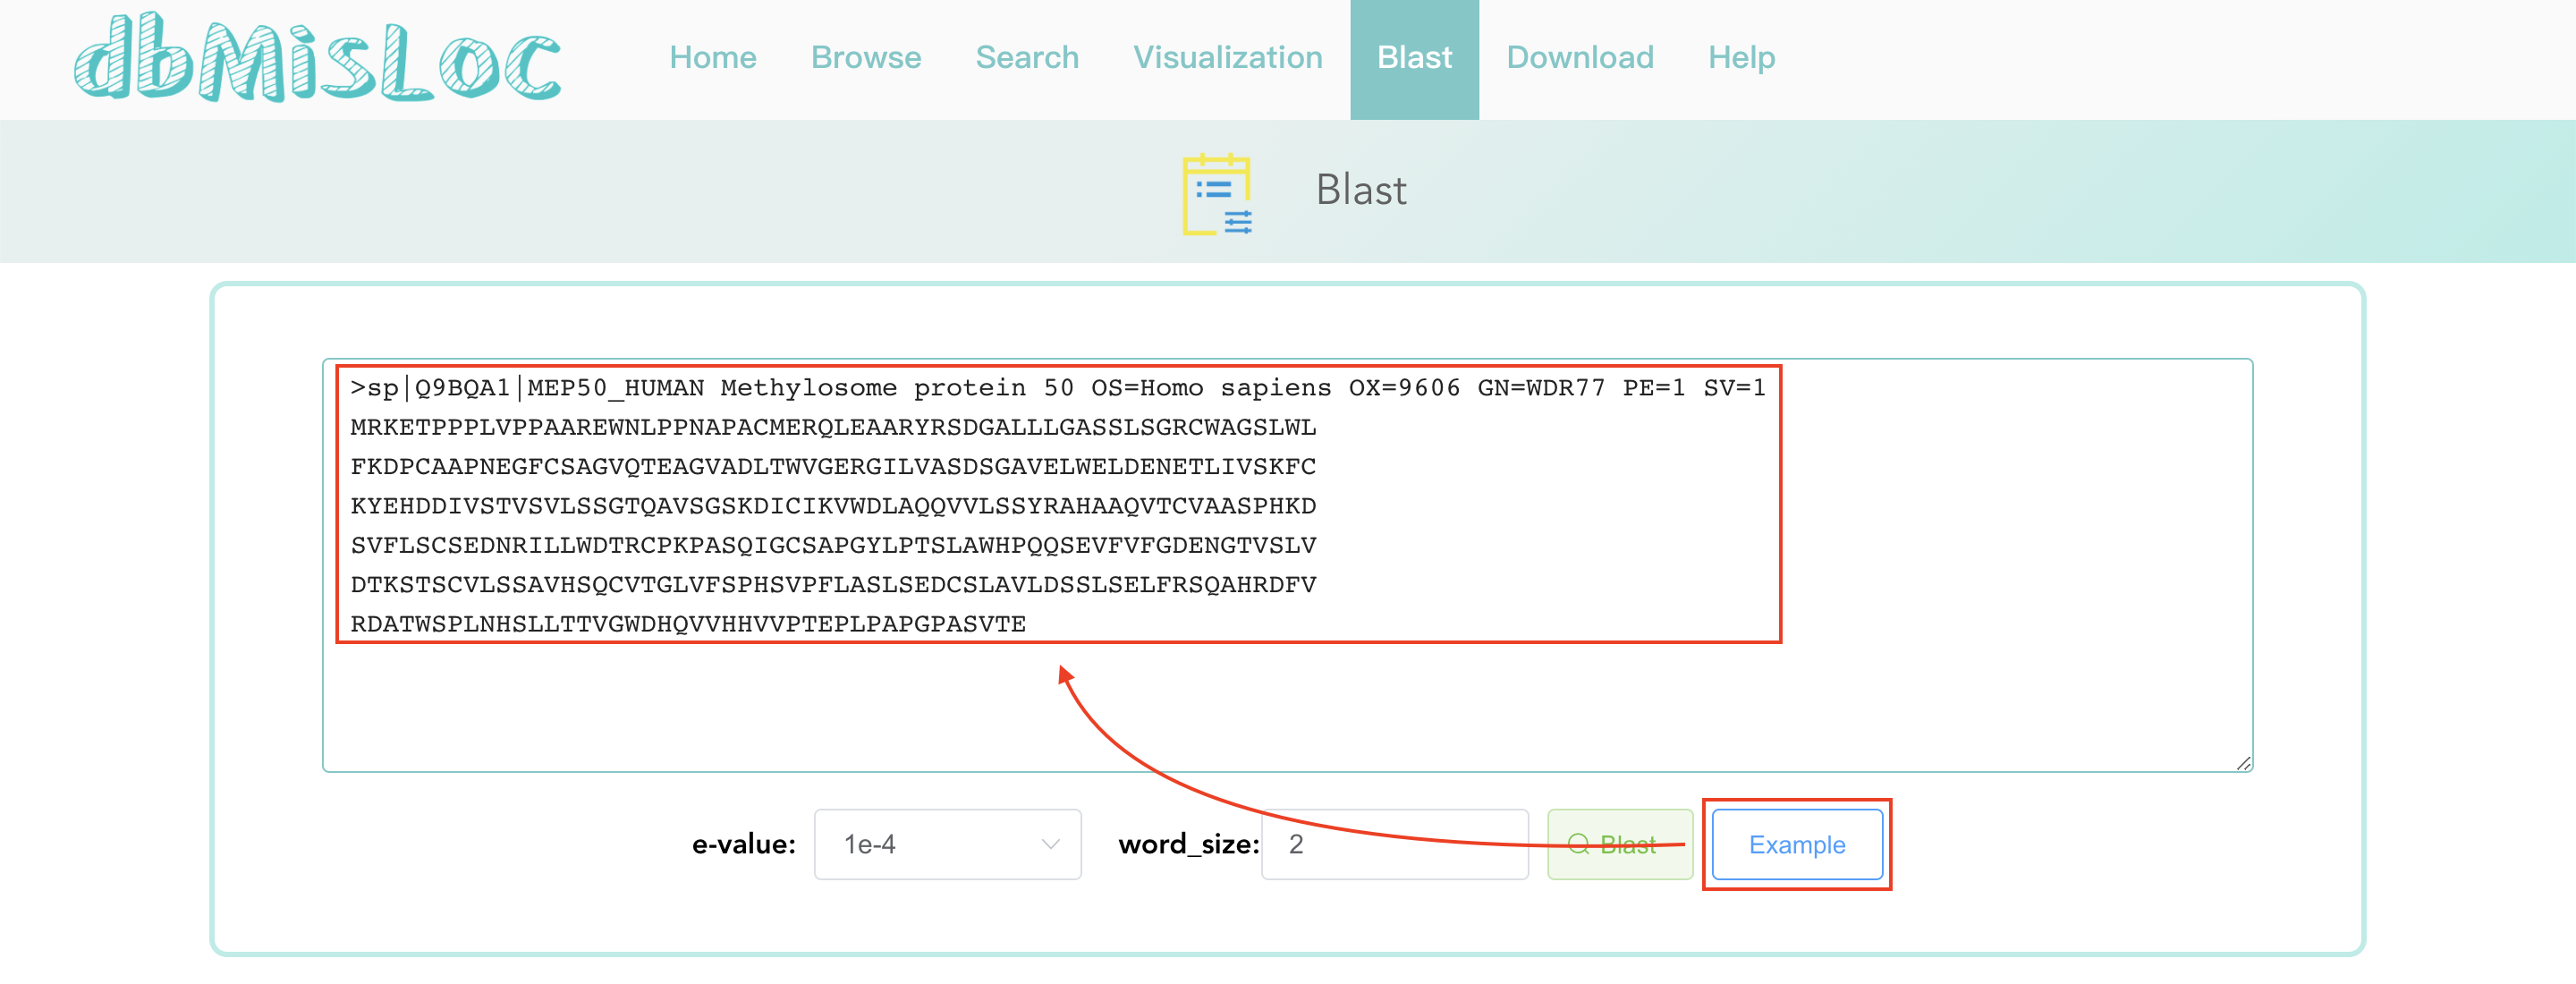 dbMisLoc
Home Browse Search Visualization Blast Download Help
Blast
>sp|Q9BQA1|MEP50_HUMAN Methylosome protein 50 OS=Homo sapiens OX=9606 GN=WDR77 PE=1 SV=1
MRKETPPPLVPPAAREWNLPPNAPACMERQLEAARYRSDGALLLGASSLSGRCWAGSLWL
FKDPCAAPNEGFCSAGVQTEAGVADLTWVGERGILVASDSGAVELWELDENETLIVSKFC
KYEHDDIVSTVSVLSSGTQAVSGSKDICIKVWDLAQQVVLSSYRAHAAQVTCVAASPHKD
SVFLSCSEDNRILLWDTRCPKPASQIGCSAPGYLPTSLAWHPQQSEVFVFGDENGTVSLV
DTKSTSCVLSSAVHSQCVTGLVFSPHSVPFLASLSEDCSLAVLDSSLSELFRSQAHRDFV
RDATWSPLNHSLLTTVGWDHQVVHHVVPTEPLPAPGPASVTE
e-value: 1e-4 word_size: 2 Blast Example